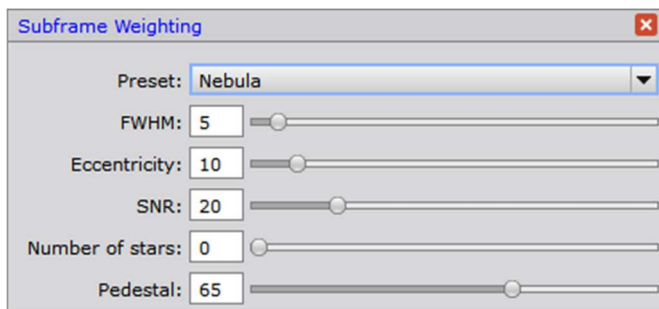 Subframe Weighting
Preset: Nebula
FWHM: 5
Eccentricity: 10
SNR: 20
Number of stars: 0
Pedestal: 65